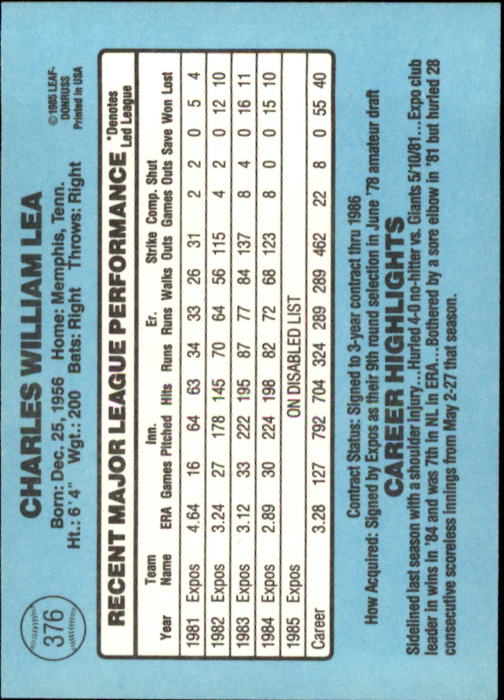 376
CHARLES WILLIAM LEA
© 1985 LEAF-
DONRUSS
Printed in USA
Born: Dec. 25, 1956 Home: Memphis, Tenn.
Ht.: 6' 4" Wgt.: 200 Bats: Right Throws: Right
RECENT MAJOR LEAGUE PERFORMANCE *Denotes Led League
Team Inn. Er. Strike Comp. Shut
Year Name ERA Games Pitched Hits Runs Runs Walks Outs Games Outs Save Won Lost
1981 Expos 4.64 16 64 63 34 33 26 31 2 2 0 5 4
1982 Expos 3.24 27 178 145 70 64 56 115 4 2 0 12 10
1983 Expos 3.12 33 222 195 87 77 84 137 8 4 0 16 11
1984 Expos 2.89 30 224 198 82 72 68 123 8 0 0 15 10
1985 Expos ON DISABLED LIST
Career 3.28 127 792 704 324 289 289 462 22 8 0 55 40
Contract Status: Signed to 3-year contract thru 1986
How Acquired: Signed by Expos as their 9th round selection in June '78 amateur draft
CAREER HIGHLIGHTS
Sidelined last season with a shoulder injury... Hurled 4-0 no-hitter vs. Giants 5/10/81... Expo club
leader in wins in '84 and was 7th in NL in ERA... Bothered by a sore elbow in '81 but hurled 28
consecutive scoreless innings from May 2-27 that season.